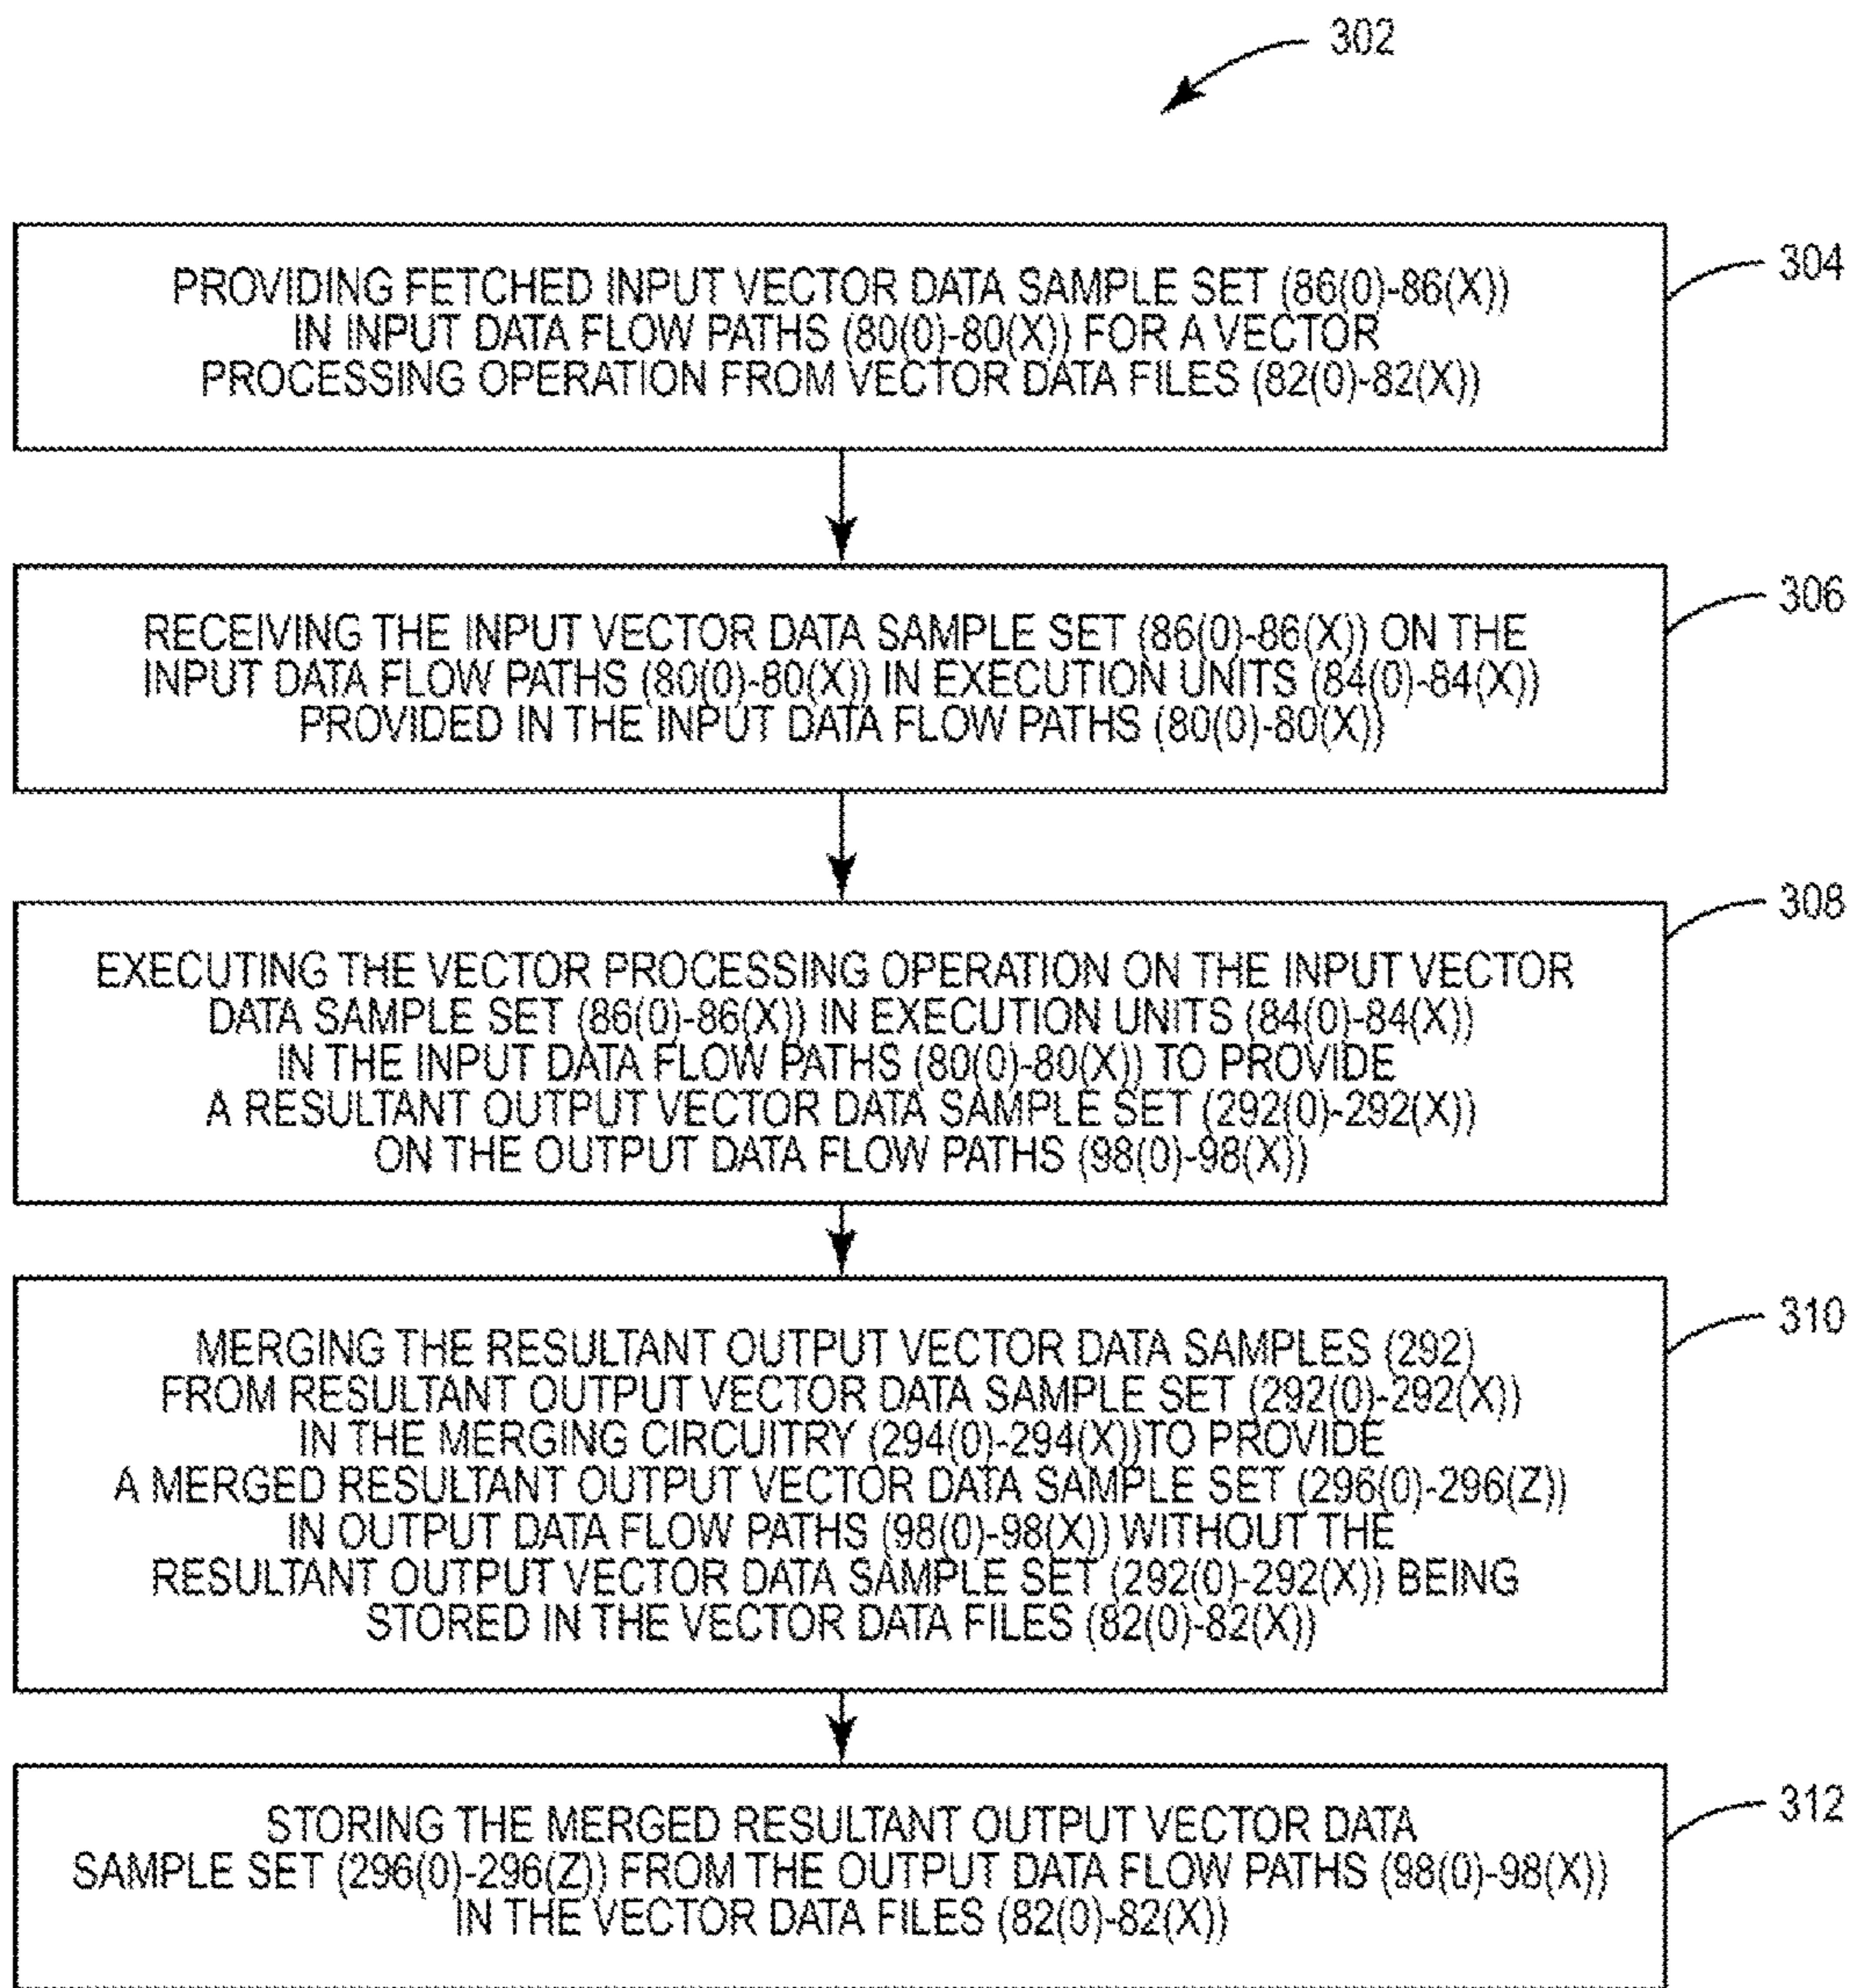 302
PROVIDING FETCHED INPUT VECTOR DATA SAMPLE SET (86(0)-86(X))
IN INPUT DATA FLOW PATHS (80(0)-80(X)) FOR A VECTOR
PROCESSING OPERATION FROM VECTOR DATA FILES (82(0)-82(X))
304
RECEIVING THE INPUT VECTOR DATA SAMPLE SET (86(0)-86(X)) ON THE
INPUT DATA FLOW PATHS (80(0)-80(X)) IN EXECUTION UNITS (84(0)-84(X))
PROVIDED IN THE INPUT DATA FLOW PATHS (80(0)-80(X))
306
EXECUTING THE VECTOR PROCESSING OPERATION ON THE INPUT VECTOR
DATA SAMPLE SET (86(0)-86(X)) IN EXECUTION UNITS (84(0)-84(X))
IN THE INPUT DATA FLOW PATHS (80(0)-80(X)) TO PROVIDE
A RESULTANT OUTPUT VECTOR DATA SAMPLE SET (292(0)-292(X))
ON THE OUTPUT DATA FLOW PATHS (98(0)-98(X))
308
MERGING THE RESULTANT OUTPUT VECTOR DATA SAMPLES (292)
FROM RESULTANT OUTPUT VECTOR DATA SAMPLE SET (292(0)-292(X))
IN THE MERGING CIRCUITRY (294(0)-294(X))TO PROVIDE
A MERGED RESULTANT OUTPUT VECTOR DATA SAMPLE SET (296(0)-296(Z))
IN OUTPUT DATA FLOW PATHS (98(0)-98(X)) WITHOUT THE
RESULTANT OUTPUT VECTOR DATA SAMPLE SET (292(0)-292(X)) BEING
STORED IN THE VECTOR DATA FILES (82(0)-82(X))
310
STORING THE MERGED RESULTANT OUTPUT VECTOR DATA
SAMPLE SET (296(0)-296(Z)) FROM THE OUTPUT DATA FLOW PATHS (98(0)-98(X))
IN THE VECTOR DATA FILES (82(0)-82(X))
312